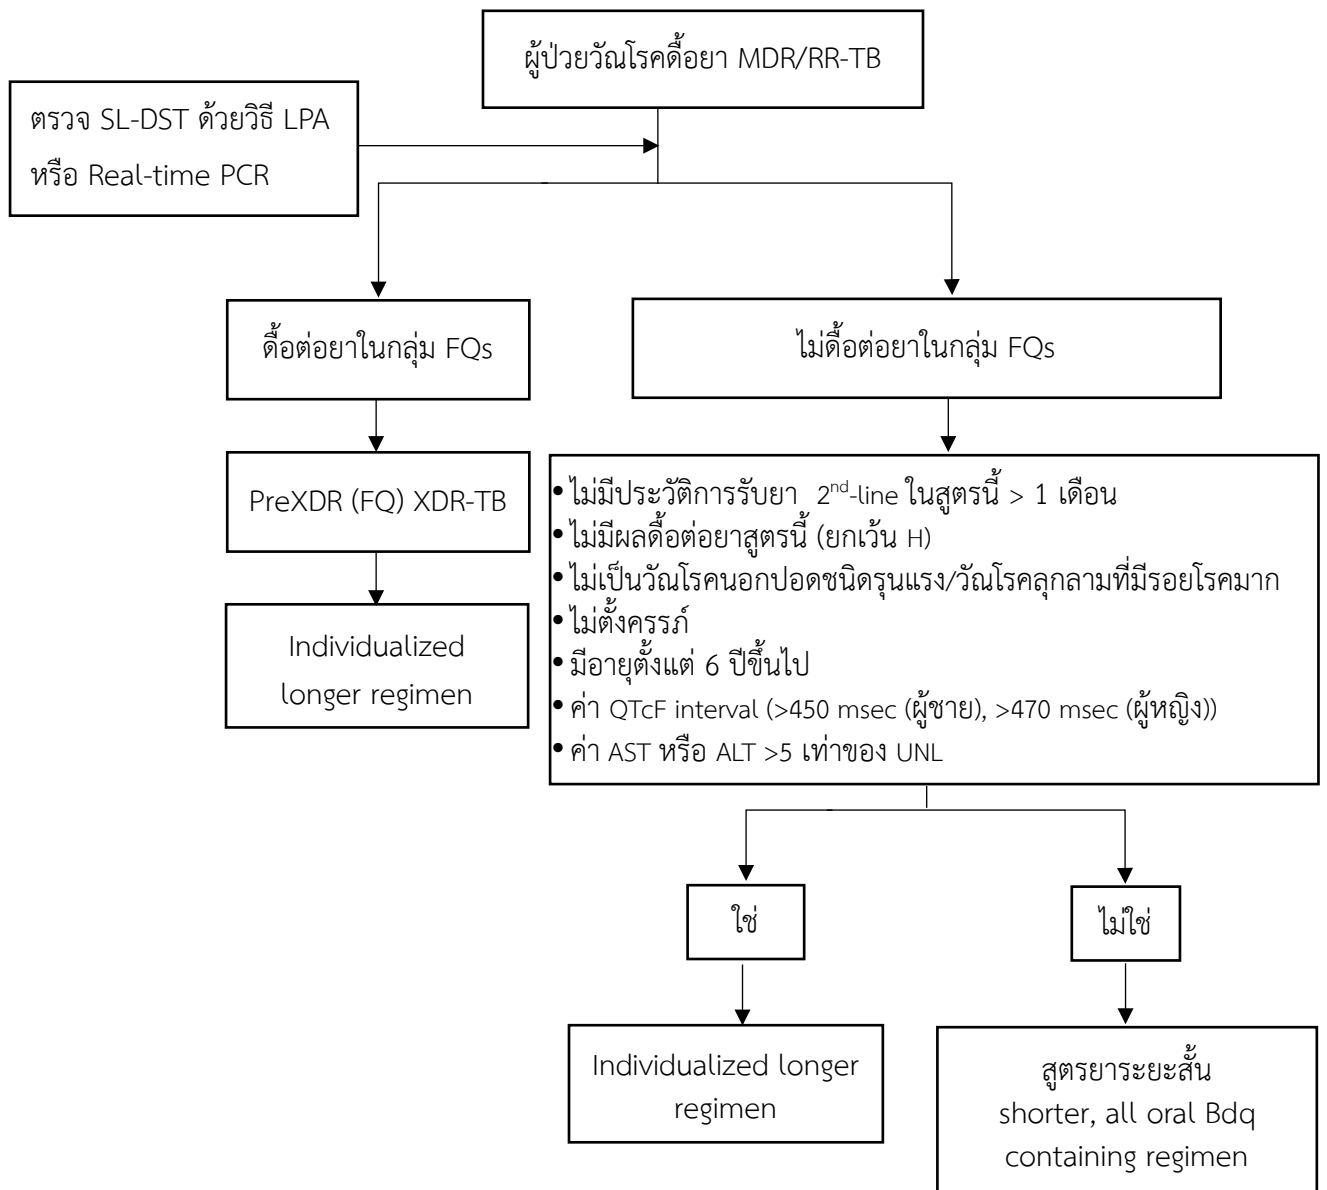 ผู้ป่วยวัณโรคดื้อยา MDR/RR-TB
ตรวจ SL-DST ด้วยวิธี LPA
หรือ Real-time PCR
ดื้อต่อยาในกลุ่ม FQs
ไม่ดื้อต่อยาในกลุ่ม FQs
PreXDR (FQ) XDR-TB
Individualized
longer regimen
• ไม่มีประวัติการรับยา 2nd-line ในสูตรนี้ > 1 เดือน
• ไม่มีผลดื้อต่อยาสูตรนี้ (ยกเว้น H)
• ไม่เป็นวัณโรคนอกปอดชนิดรุนแรง/วัณโรคลุกลามที่มีรอยโรคมาก
• ไม่ตั้งครรภ์
• มีอายุตั้งแต่ 6 ปีขึ้นไป
• ค่า QTcF interval (>450 msec (ผู้ชาย), >470 msec (ผู้หญิง))
• ค่า AST หรือ ALT >5 เท่าของ UNL
ใช่
ไม่ใช่
Individualized longer
regimen
สูตรยาระยะสั้น
shorter, all oral Bdq
containing regimen